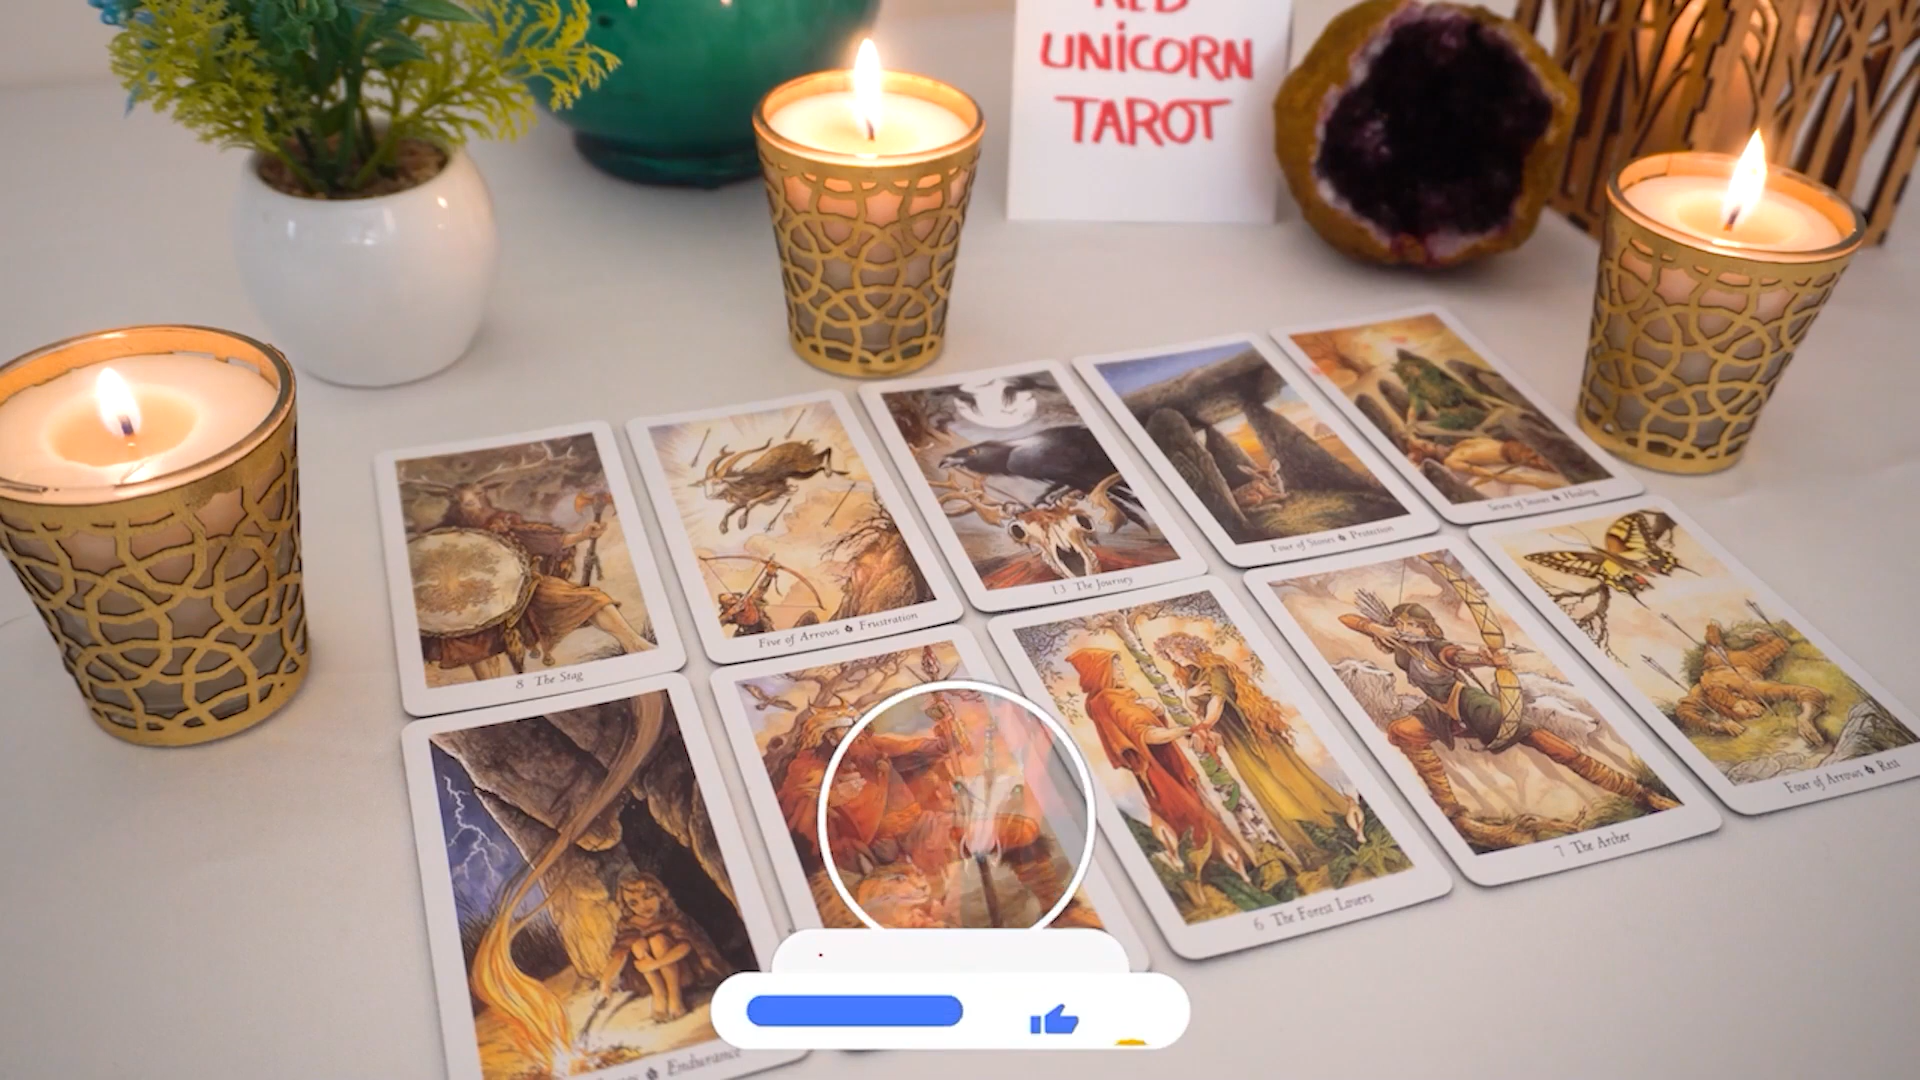 RED
UNICORN
TAROT
Seven of Stones Healing
Four of Stones Protection
13 The Journey
Five of Arrows Frustration
8 The Stag
Four of Arrows Rest
7 The Archer
6 The Forest Lovers
Endurance